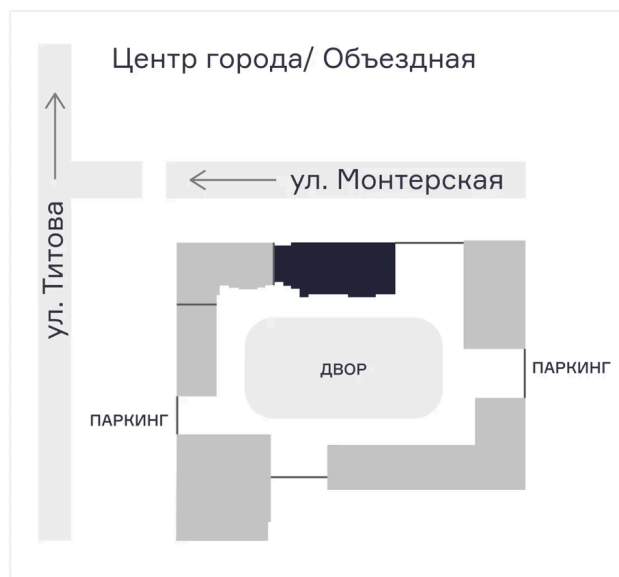 Центр города/ Объездная
ул. Монтерская
ул. Титова
ДВОР
ПАРКИНГ
ПАРКИНГ